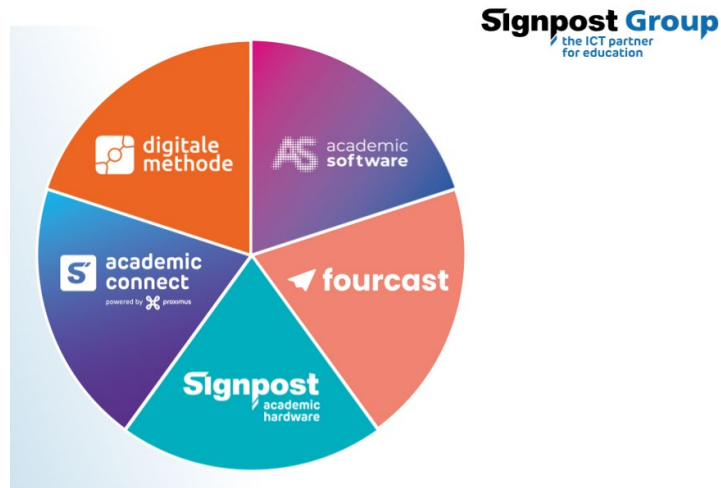 Signpost Group
the ICT partner
for education
digitale
methode
AS academic
software
S academic
connect
powered by proximus
fourcast
Signpost
academic
hardware